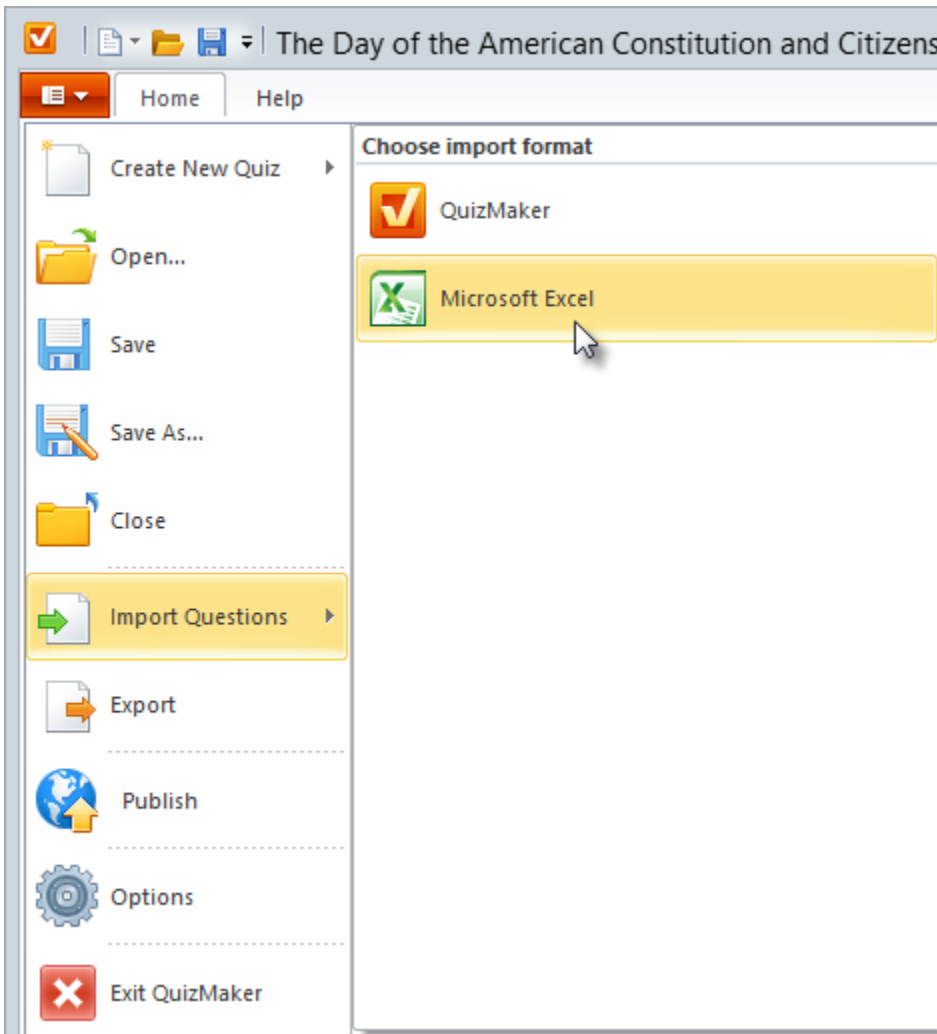 The Day of the American Constitution and Citizens
Home Help
Choose import format
Create New Quiz
QuizMaker
Open...
Microsoft Excel
Save
Save As...
Close
Import Questions
Export
Publish
Options
Exit QuizMaker